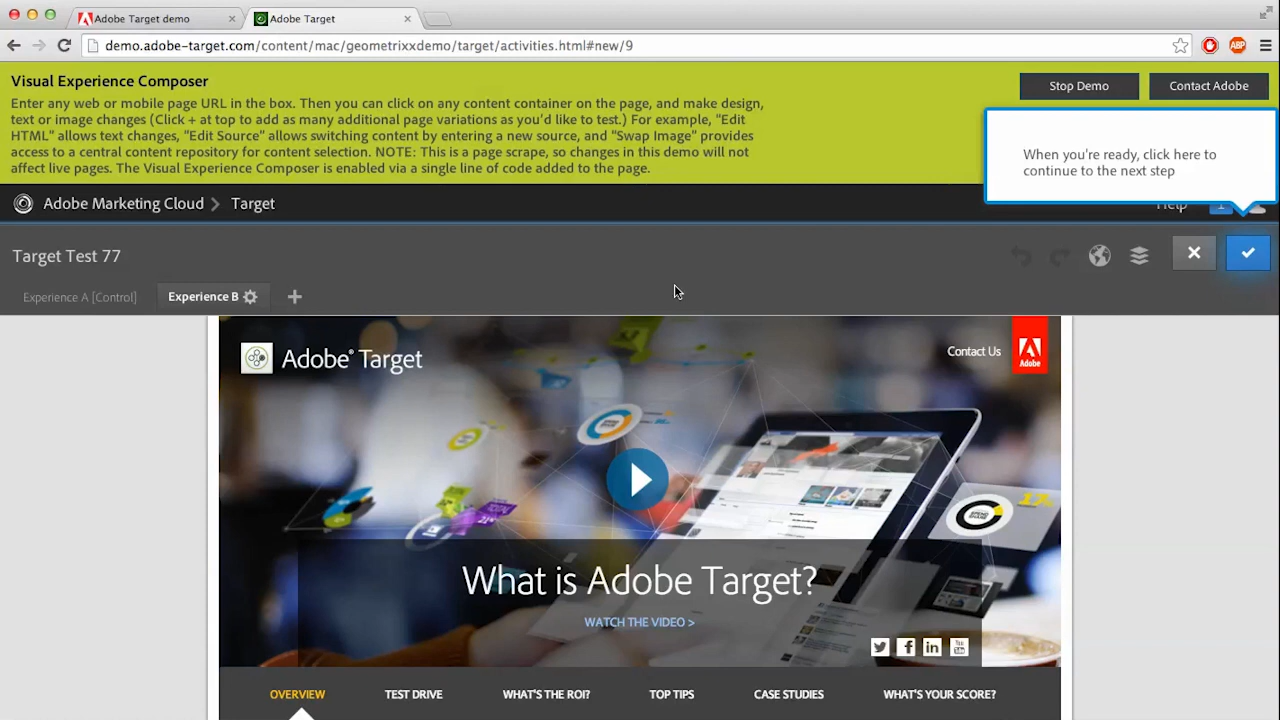 Adobe Target demo
Adobe Target
demo.adobe-target.com/content/mac/geometrixxdemo/target/activities.html#new/9
ABP
Visual Experience Composer
Enter any web or mobile page URL in the box. Then you can click on any content container on the page, and make design,
text or image changes (Click + at top to add as many additional page variations as you'd like to test.) For example, "Edit
HTML" allows text changes, "Edit Source" allows switching content by entering a new source, and "Swap Image" provides
access to a central content repository for content selection. NOTE: This is a page scrape, so changes in this demo will not
affect live pages. The Visual Experience Composer is enabled via a single line of code added to the page.
Stop Demo
Contact Adobe
When you're ready, click here to
continue to the next step
Adobe Marketing Cloud
Target
Help
Target Test 77
Experience A [Control]
Experience B
Adobe® Target
Contact Us
Adobe
SPEND
SHARE
What is Adobe Target?
WATCH THE VIDEO >
You
Tube
OVERVIEW
TEST DRIVE
WHAT'S THE ROI?
TOP TIPS
CASE STUDIES
WHAT'S YOUR SCORE?